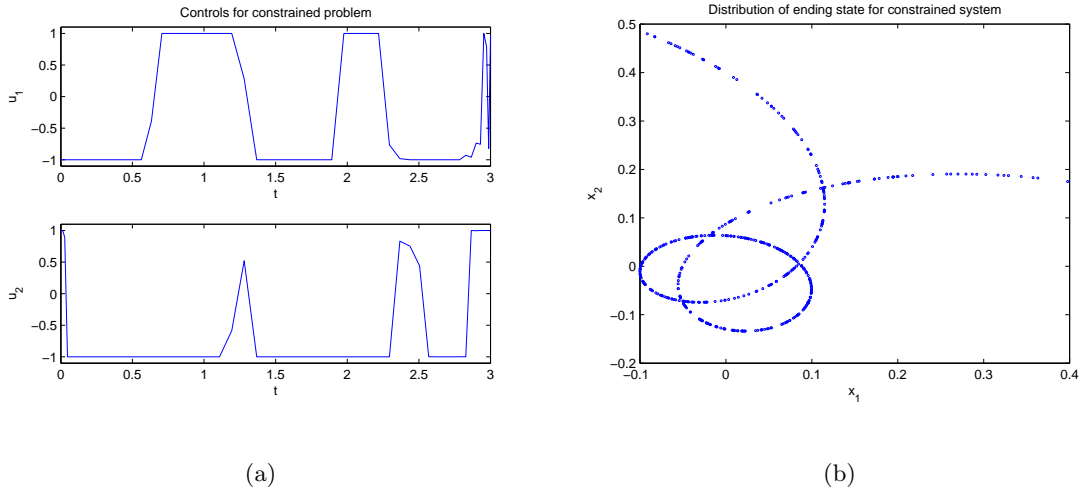 Controls for constrained problem
1
0.5
0
−0.5
−1
u1
0 0.5 1 1.5 2 2.5 3
t
1
0.5
0
−0.5
−1
u2
0 0.5 1 1.5 2 2.5 3
t
(a)
Distribution of ending state for constrained system
0.5
0.4
0.3
0.2
0.1
0
−0.1
−0.2
x2
−0.1 0 0.1 0.2 0.3 0.4
x1
(b)